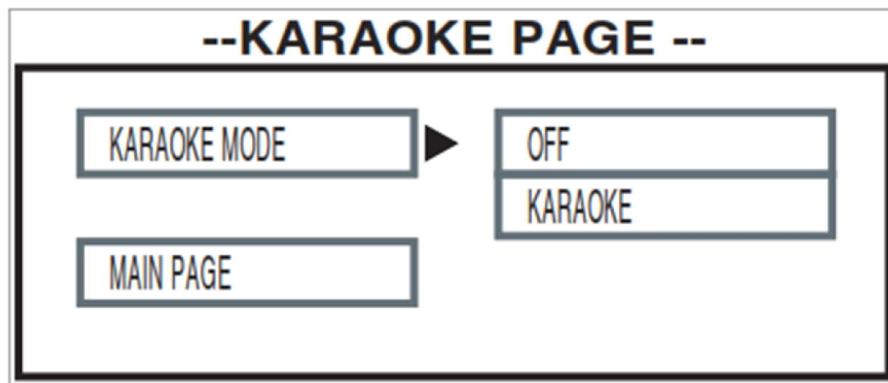 --KARAOKE PAGE --
KARAOKE MODE
OFF
KARAOKE
MAIN PAGE